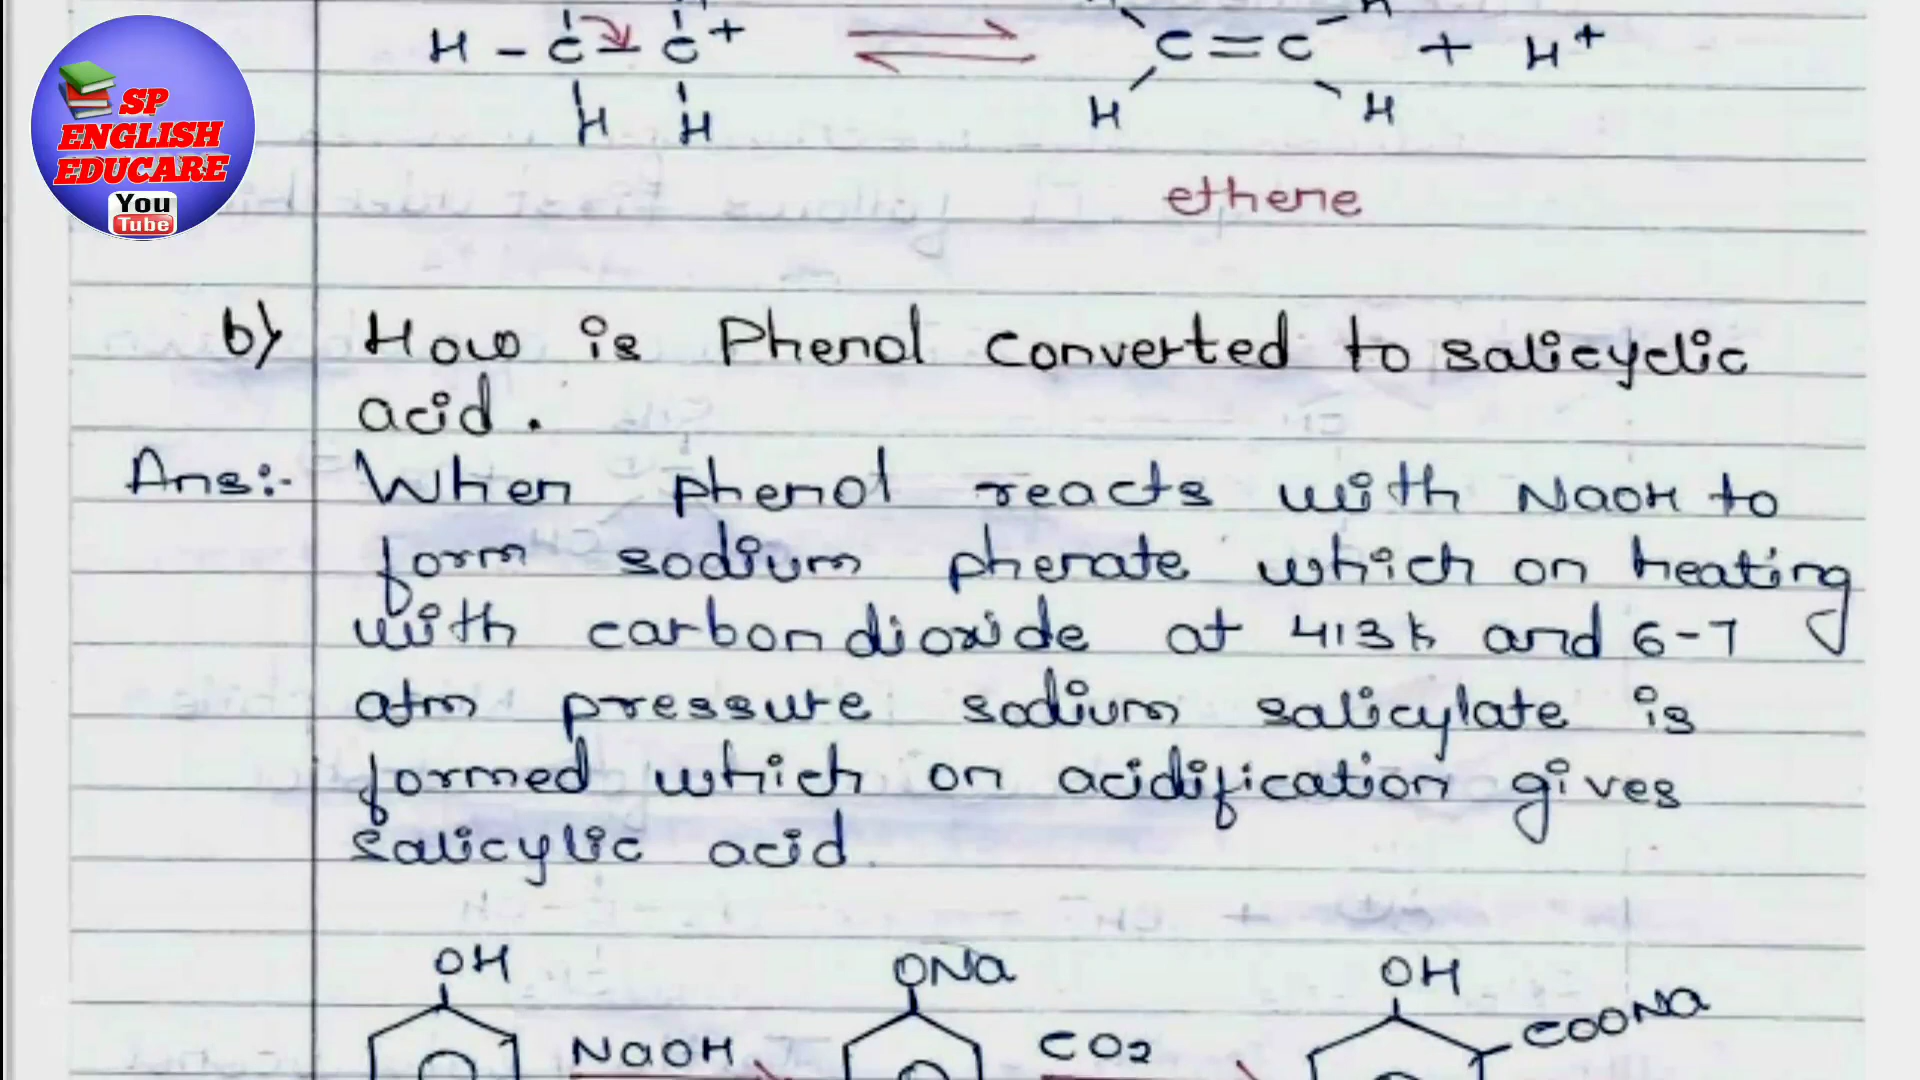 H - C - C + ⇌ C = C + H+
H H H H
SP
ENGLISH
EDUCARE
You
Tube
ethene
b) How is Phenol converted to salicyclic
acid.
Ans:- When phenol reacts with NaOH to
form sodium phenate which on heating
with carbon dioxide at 413k and 6-7
atm pressure sodium salicylate is
formed which on acidification gives
salicylic acid.
OH ONa OH
NaOH CO2 COONa